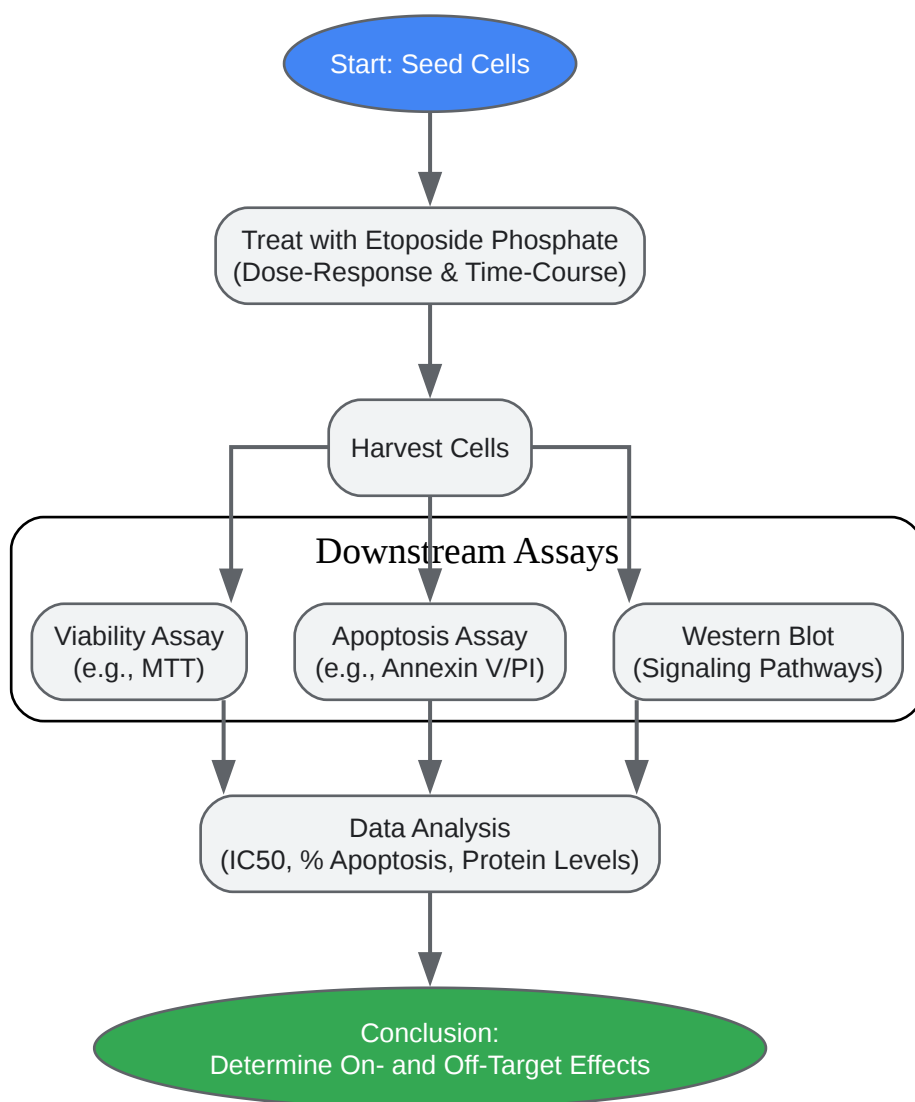 Start: Seed Cells
Treat with Etoposide Phosphate
(Dose-Response & Time-Course)
Harvest Cells
Downstream Assays
Viability Assay
(e.g., MTT)
Apoptosis Assay
(e.g., Annexin V/PI)
Western Blot
(Signaling Pathways)
Data Analysis
(IC50, % Apoptosis, Protein Levels)
Conclusion:
Determine On- and Off-Target Effects